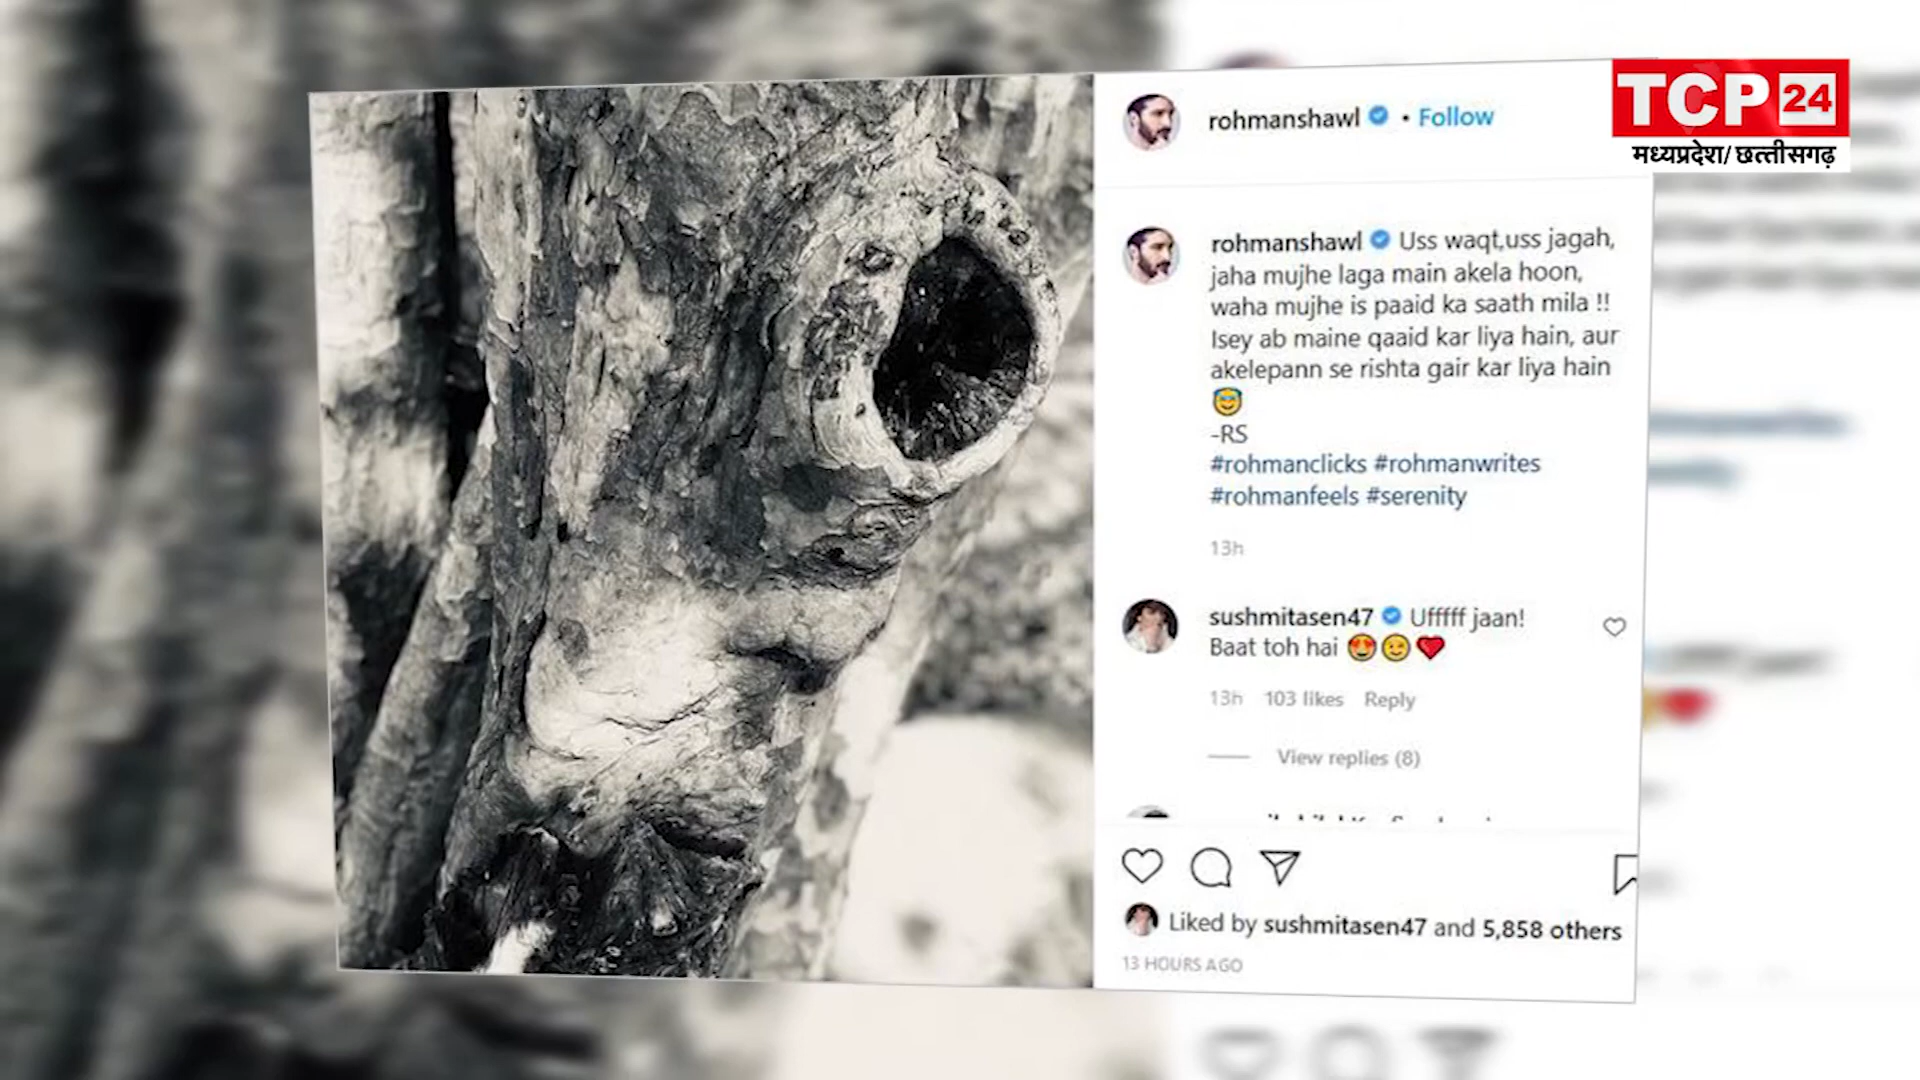 TCP 24
मध्यप्रदेश/ छत्तीसगढ़
rohmanshawl • Follow
rohmanshawl Uss waqt,uss jagah,
jaha mujhe laga main akela hoon,
waha mujhe is paaid ka saath mila !!
Isey ab maine qaaid kar liya hain, aur
akelepann se rishta gair kar liya hain
😇
-RS
#rohmanclicks #rohmanwrites
#rohmanfeels #serenity
13h
sushmitasen47 Ufffff jaan!
Baat toh hai 😍😉❤️
13h 103 likes Reply
View replies (8)
Liked by sushmitasen47 and 5,858 others
13 HOURS AGO